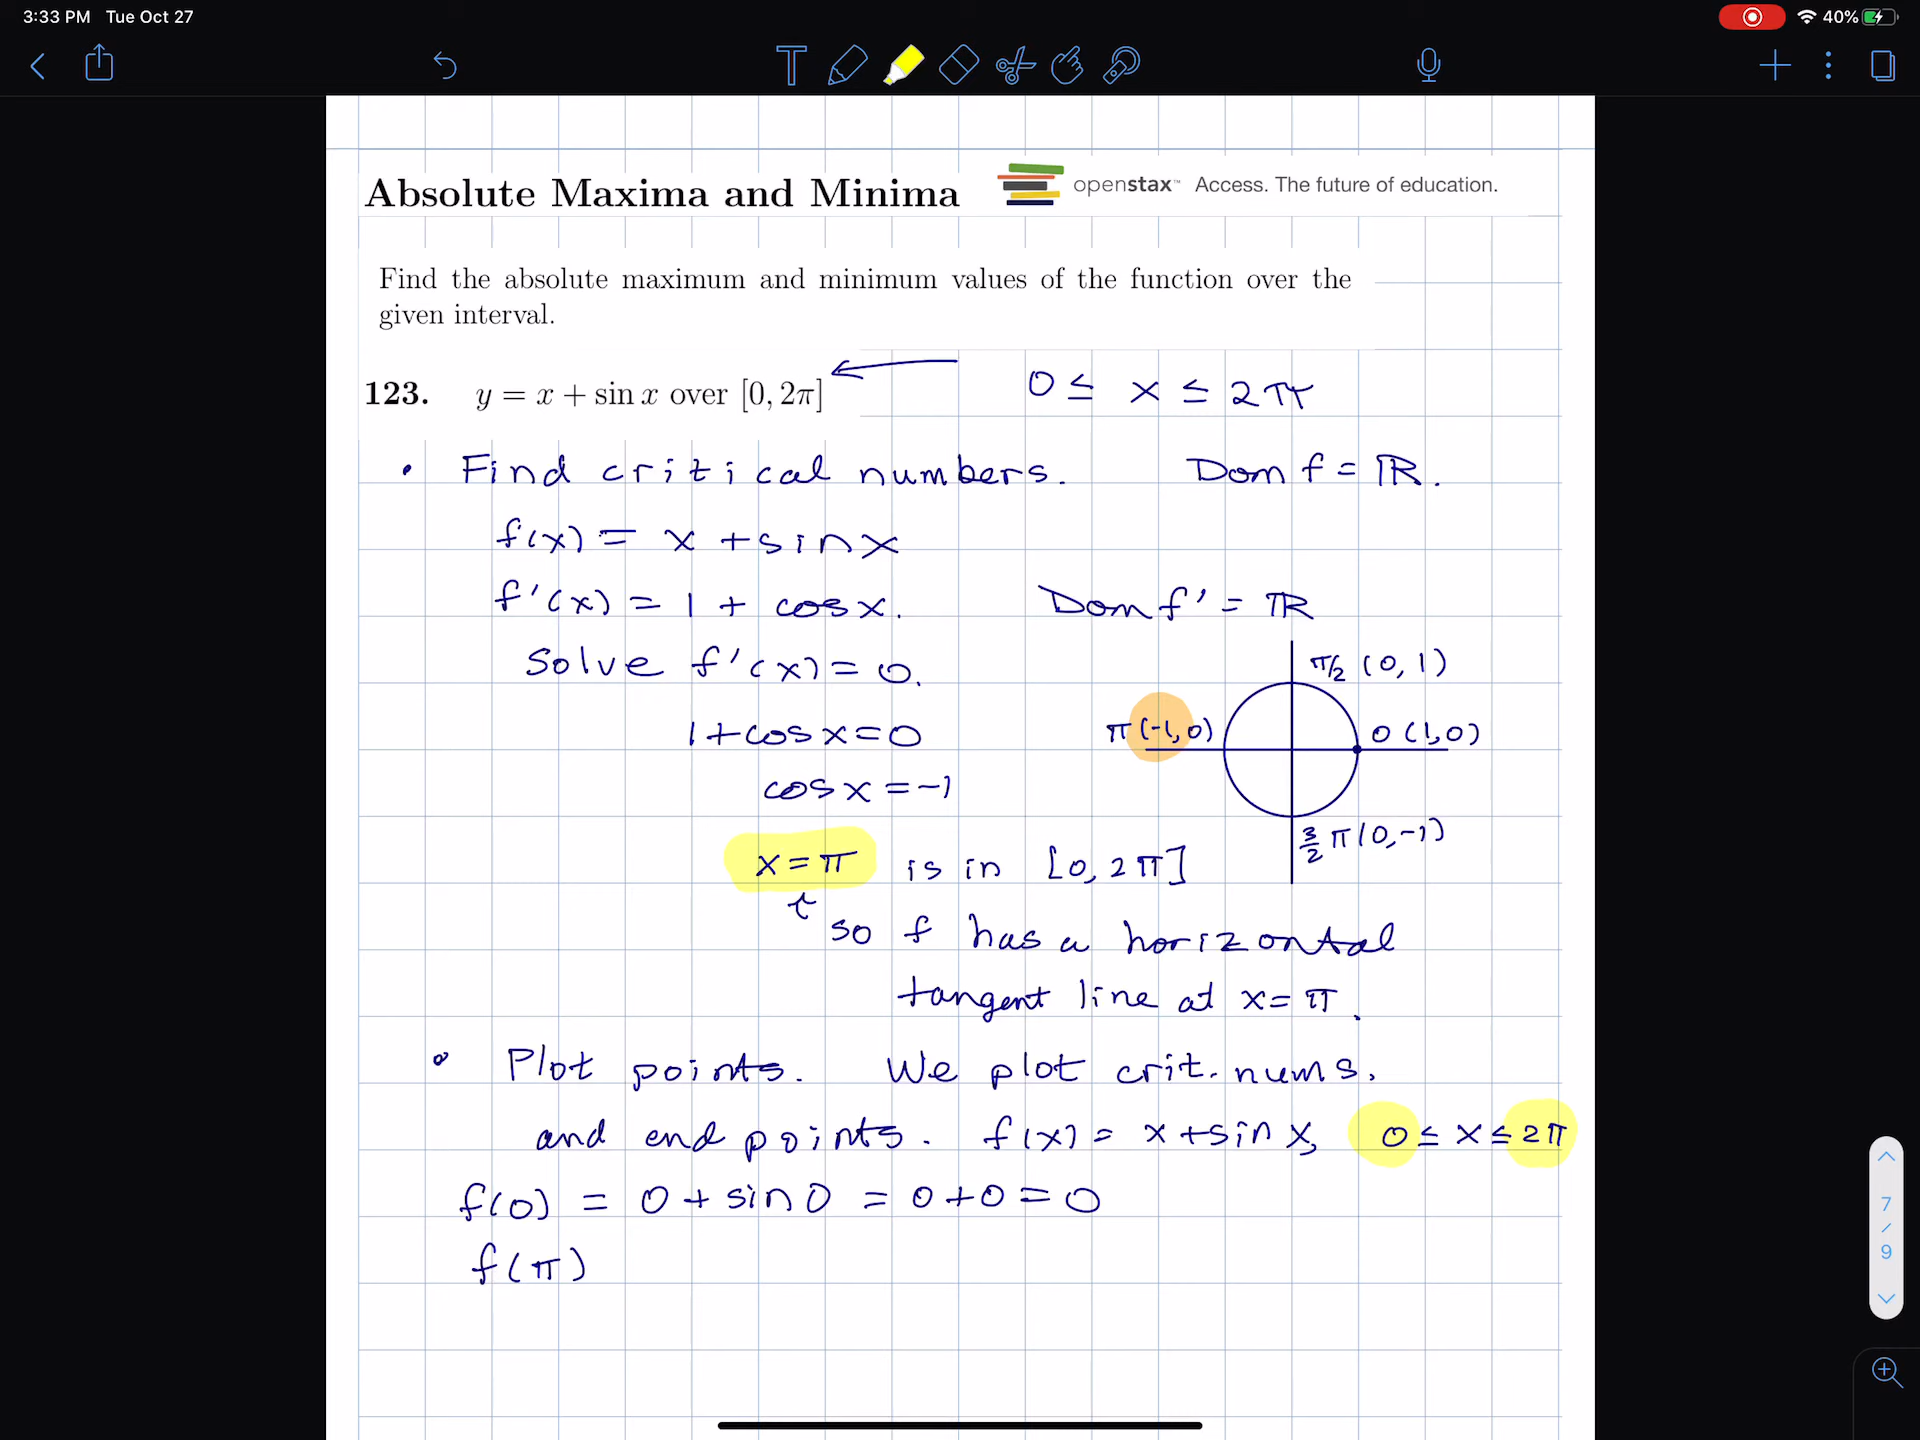 3:33 PM Tue Oct 27
40%
Absolute Maxima and Minima
openstax™ Access. The future of education.
Find the absolute maximum and minimum values of the function over the
given interval.
123. y = x + sin x over [0, 2π]
0 ≤ x ≤ 2π
• Find critical numbers. Dom f = ℝ.
f(x) = x + sin x
f'(x) = 1 + cos x. Dom f' = ℝ
Solve f'(x) = 0.
π/2 (0, 1)
1 + cos x = 0
π (-1, 0)
0 (1, 0)
cos x = -1
3/2 π (0, -1)
x = π is in [0, 2π]
so f has a horizontal
tangent line at x = π.
• Plot points. We plot crit. nums.
and end points. f(x) = x + sin x, 0 ≤ x ≤ 2π
f(0) = 0 + sin 0 = 0 + 0 = 0
f(π)
7
/
9